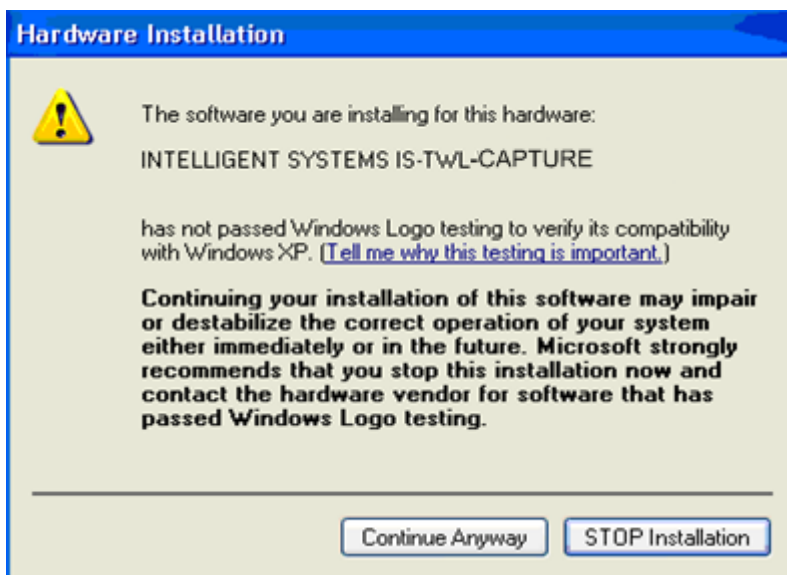 Hardware Installation
The software you are installing for this hardware:
INTELLIGENT SYSTEMS IS-TWL-CAPTURE
has not passed Windows Logo testing to verify its compatibility
with Windows XP. (Tell me why this testing is important.)
Continuing your installation of this software may impair
or destabilize the correct operation of your system
either immediately or in the future. Microsoft strongly
recommends that you stop this installation now and
contact the hardware vendor for software that has
passed Windows Logo testing.
Continue Anyway
STOP Installation